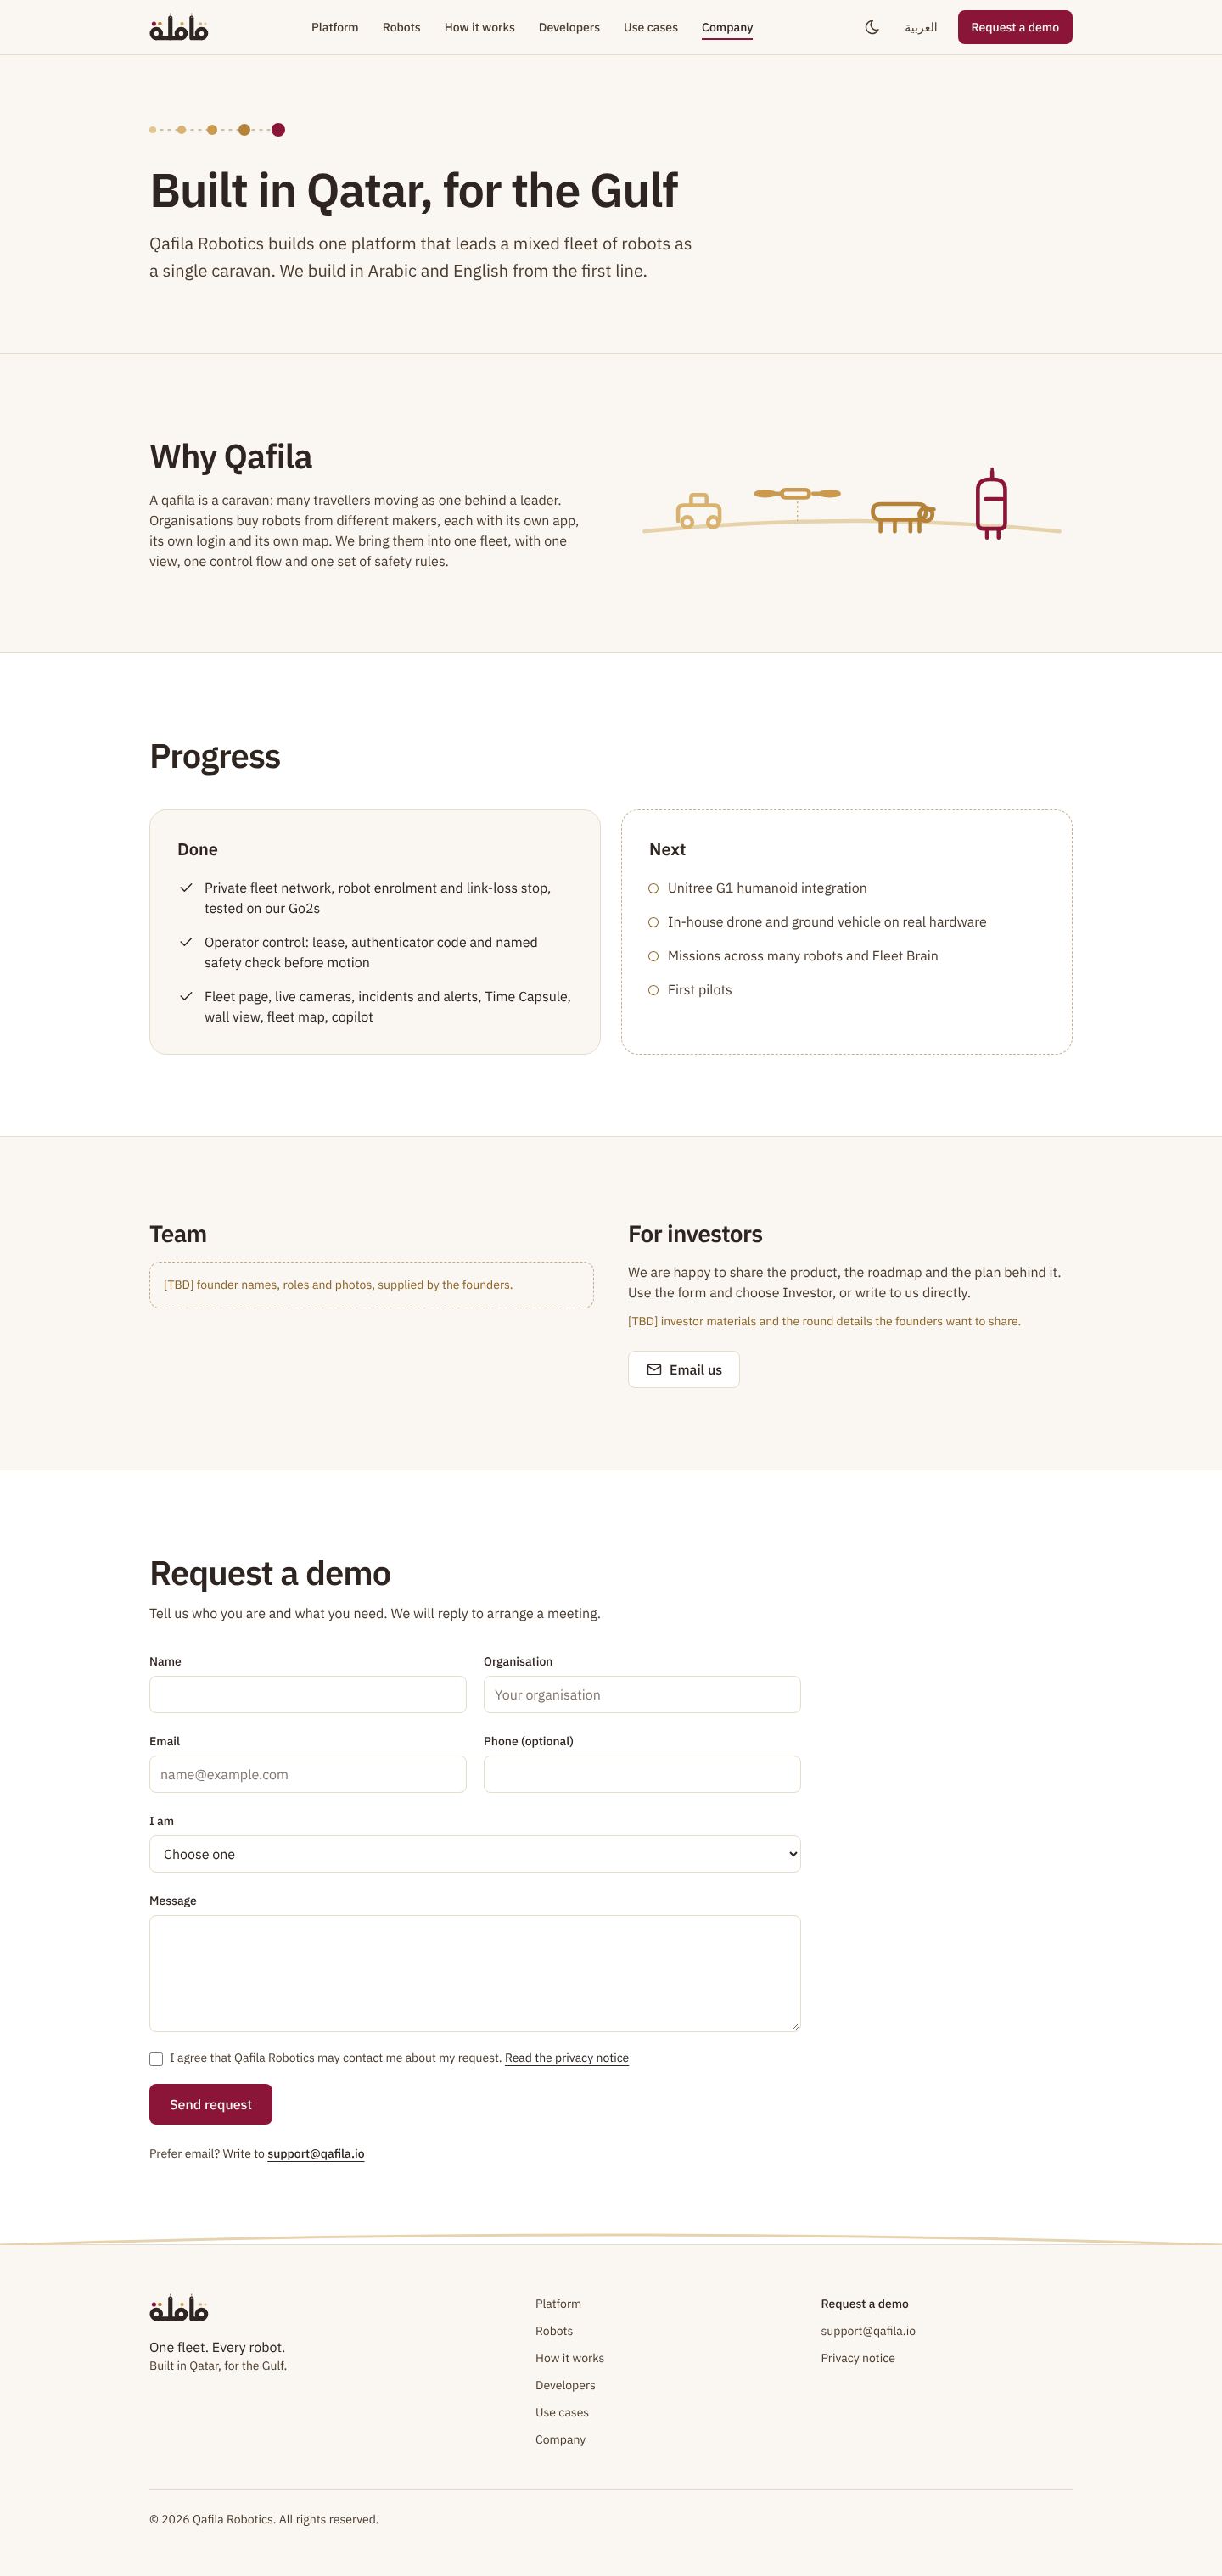 قافلة
Platform Robots How it works Developers Use cases Company العربية Request a demo
Built in Qatar, for the Gulf
Qafila Robotics builds one platform that leads a mixed fleet of robots as
a single caravan. We build in Arabic and English from the first line.
Why Qafila
A qafila is a caravan: many travellers moving as one behind a leader.
Organisations buy robots from different makers, each with its own app,
its own login and its own map. We bring them into one fleet, with one
view, one control flow and one set of safety rules.
Progress
Done
Private fleet network, robot enrolment and link-loss stop,
tested on our Go2s
Operator control: lease, authenticator code and named
safety check before motion
Fleet page, live cameras, incidents and alerts, Time Capsule,
wall view, fleet map, copilot
Next
Unitree G1 humanoid integration
In-house drone and ground vehicle on real hardware
Missions across many robots and Fleet Brain
First pilots
Team
[TBD] founder names, roles and photos, supplied by the founders.
For investors
We are happy to share the product, the roadmap and the plan behind it.
Use the form and choose Investor, or write to us directly.
[TBD] investor materials and the round details the founders want to share.
Email us
Request a demo
Tell us who you are and what you need. We will reply to arrange a meeting.
Name
Organisation
Your organisation
Email
name@example.com
Phone (optional)
I am
Choose one
Message
I agree that Qafila Robotics may contact me about my request. Read the privacy notice
Send request
Prefer email? Write to support@qafila.io
قافلة
One fleet. Every robot.
Built in Qatar, for the Gulf.
Platform
Robots
How it works
Developers
Use cases
Company
Request a demo
support@qafila.io
Privacy notice
© 2026 Qafila Robotics. All rights reserved.